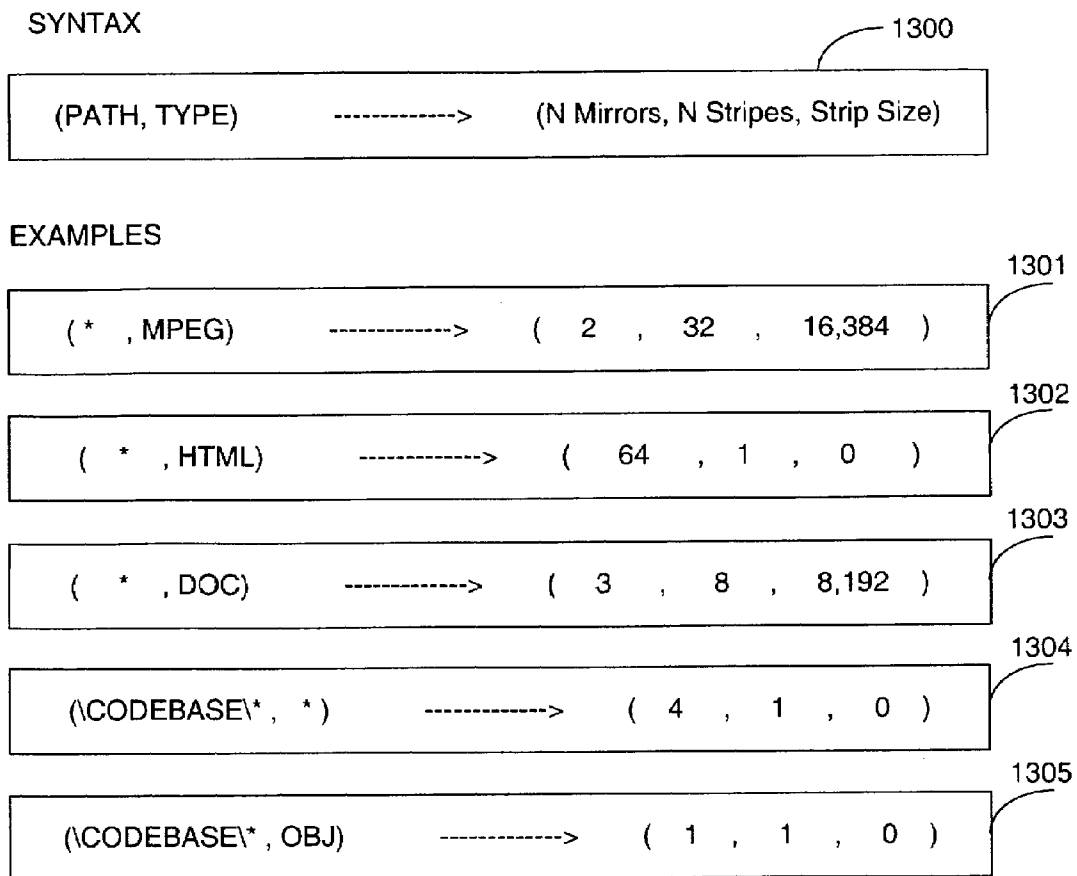 SYNTAX
1300
(PATH, TYPE) -------------> (N Mirrors, N Stripes, Strip Size)
EXAMPLES
1301
( * , MPEG) -------------> ( 2 , 32 , 16,384 )
1302
( * , HTML) -------------> ( 64 , 1 , 0 )
1303
( * , DOC) -------------> ( 3 , 8 , 8,192 )
1304
(\CODEBASE\* , * ) -------------> ( 4 , 1 , 0 )
1305
(\CODEBASE\* , OBJ) -------------> ( 1 , 1 , 0 )